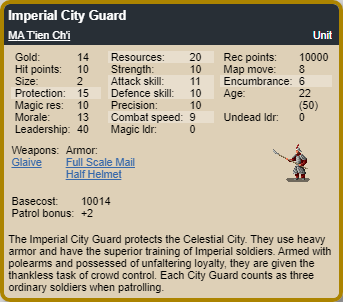 Imperial City Guard
MA T'ien Ch'i Unit
Gold: 14 Resources: 20 Rec points: 10000
Hit points: 10 Strength: 10 Map move: 8
Size: 2 Attack skill: 11 Encumbrance: 6
Protection: 15 Defence skill: 10 Age: 22
Magic res: 10 Precision: 10 (50)
Morale: 13 Combat speed: 9 Undead ldr: 0
Leadership: 40 Magic ldr: 0
Weapons: Armor:
Glaive Full Scale Mail
Half Helmet
Basecost: 10014
Patrol bonus: +2
The Imperial City Guard protects the Celestial City. They use heavy
armor and have the superior training of Imperial soldiers. Armed with
polearms and possessed of unfaltering loyalty, they are given the
thankless task of crowd control. Each City Guard counts as three
ordinary soldiers when patrolling.